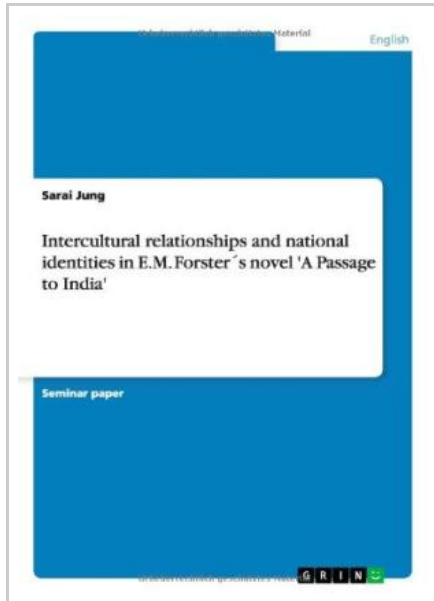 English
Sarai Jung
Intercultural relationships and national
identities in E.M. Forster´s novel 'A Passage
to India'
Seminar paper
GRIN